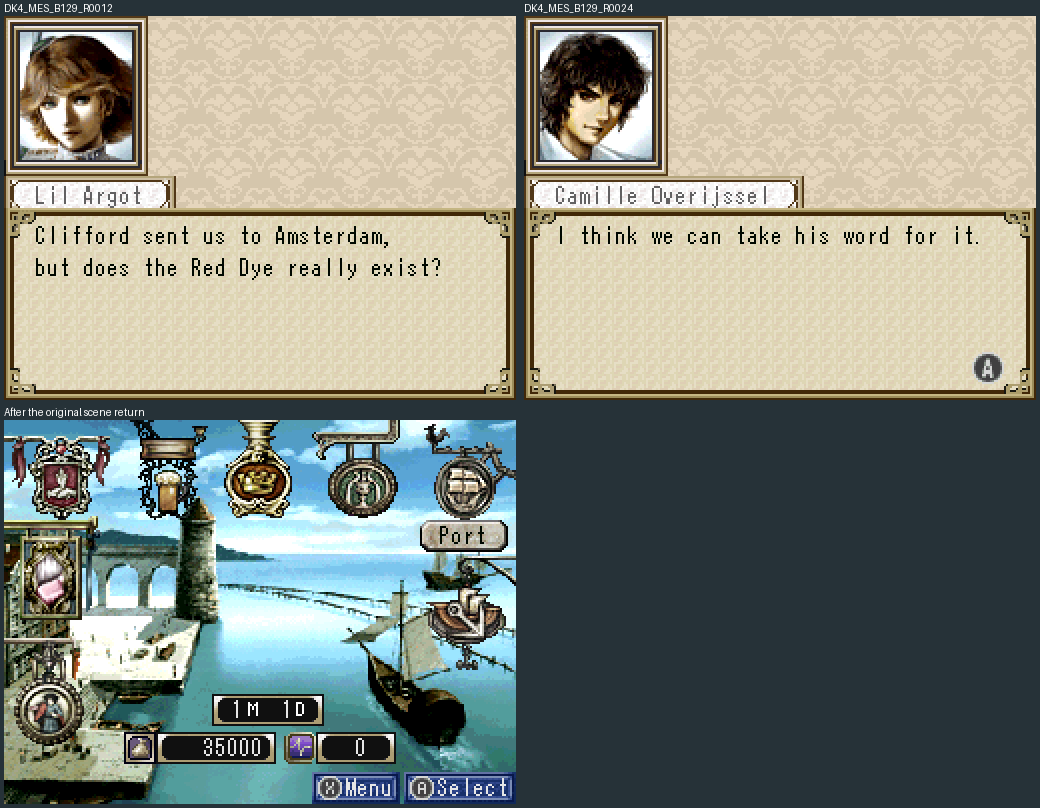 DK4_MES_B129_R0012
DK4_MES_B129_R0024
Lil Argot
Camille Overijssel
Clifford sent us to Amsterdam,
but does the Red Dye really exist?
I think we can take his word for it.
A
After the original scene return
Port
1M 1D
35000
0
X Menu
A Select